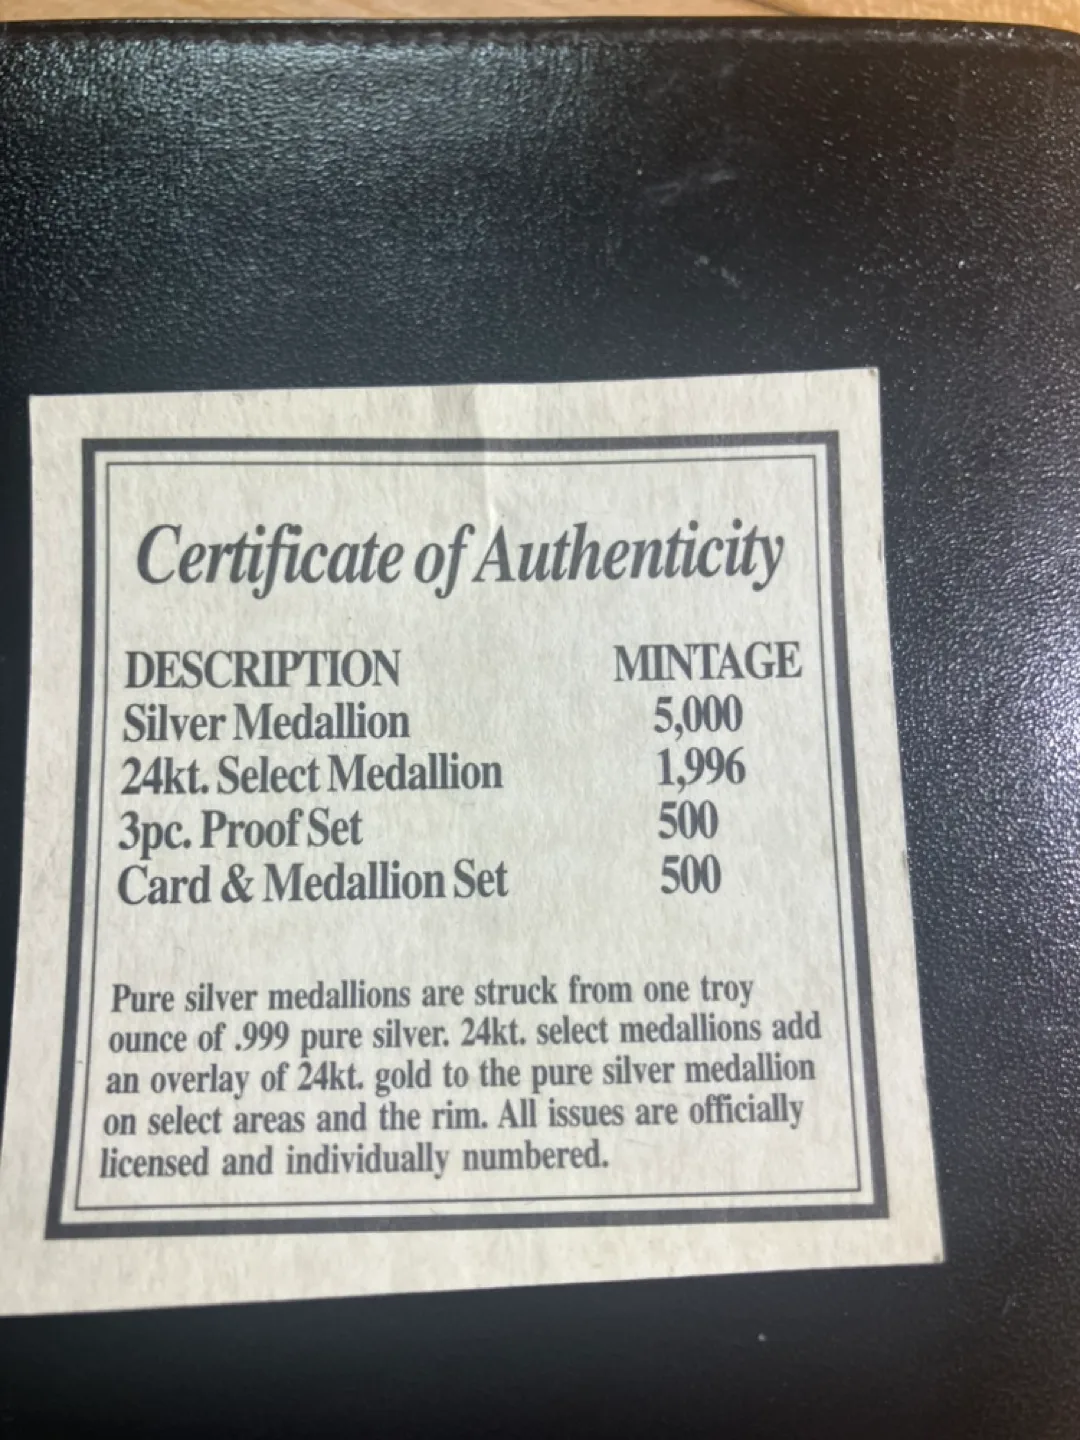 Certificate of Authenticity
DESCRIPTION MINTAGE
Silver Medallion 5,000
24kt. Select Medallion 1,996
3pc. Proof Set 500
Card & Medallion Set 500
Pure silver medallions are struck from one troy
ounce of .999 pure silver. 24kt. select medallions add
an overlay of 24kt. gold to the pure silver medallion
on select areas and the rim. All issues are officially
licensed and individually numbered.